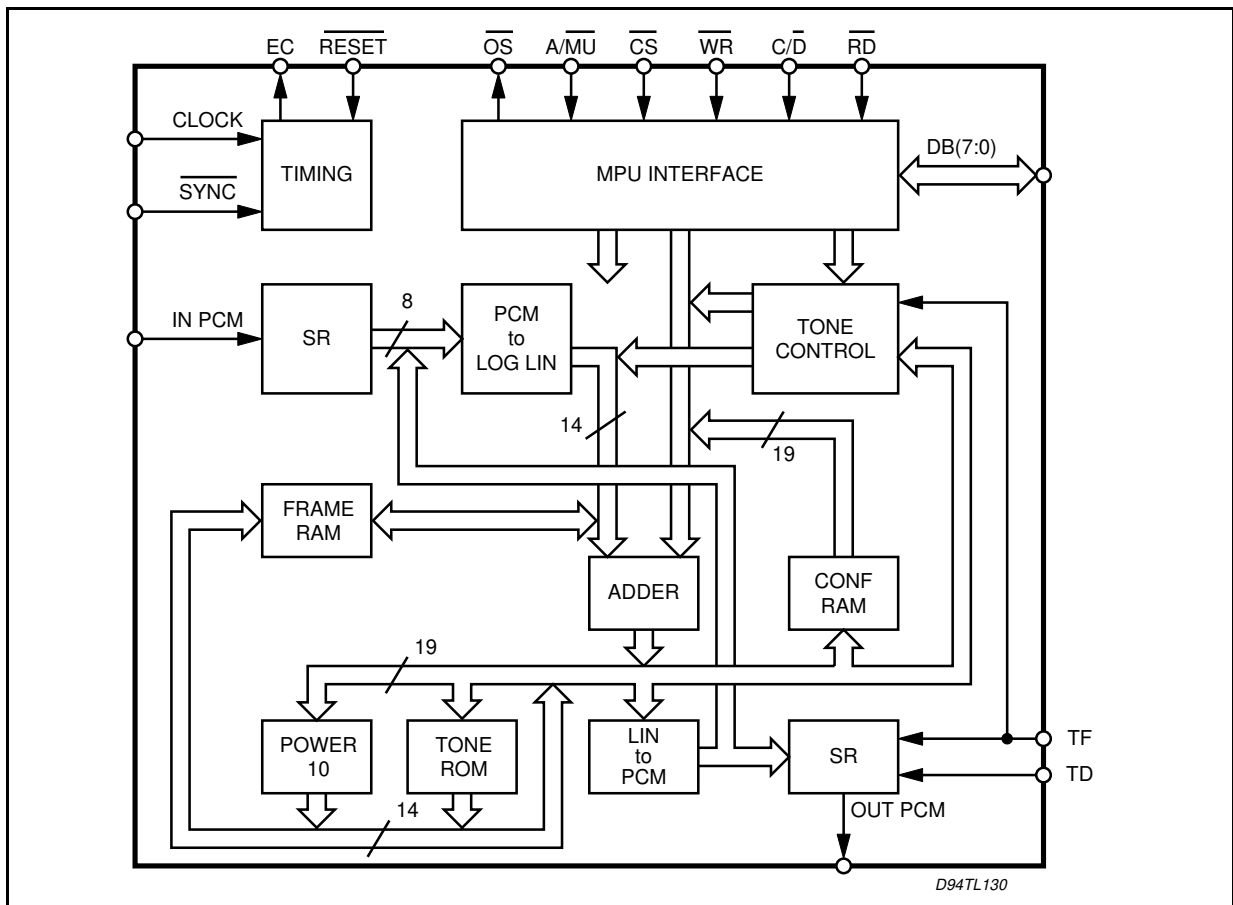 EC
RESET
OS
A/MU
CS
WR
C/D
RD
CLOCK
SYNC
TIMING
MPU INTERFACE
DB(7:0)
IN PCM
SR
8
PCM
to
LOG LIN
TONE
CONTROL
14
19
FRAME
RAM
ADDER
CONF
RAM
19
POWER
10
TONE
ROM
LIN
to
PCM
SR
TF
TD
14
OUT PCM
D94TL130